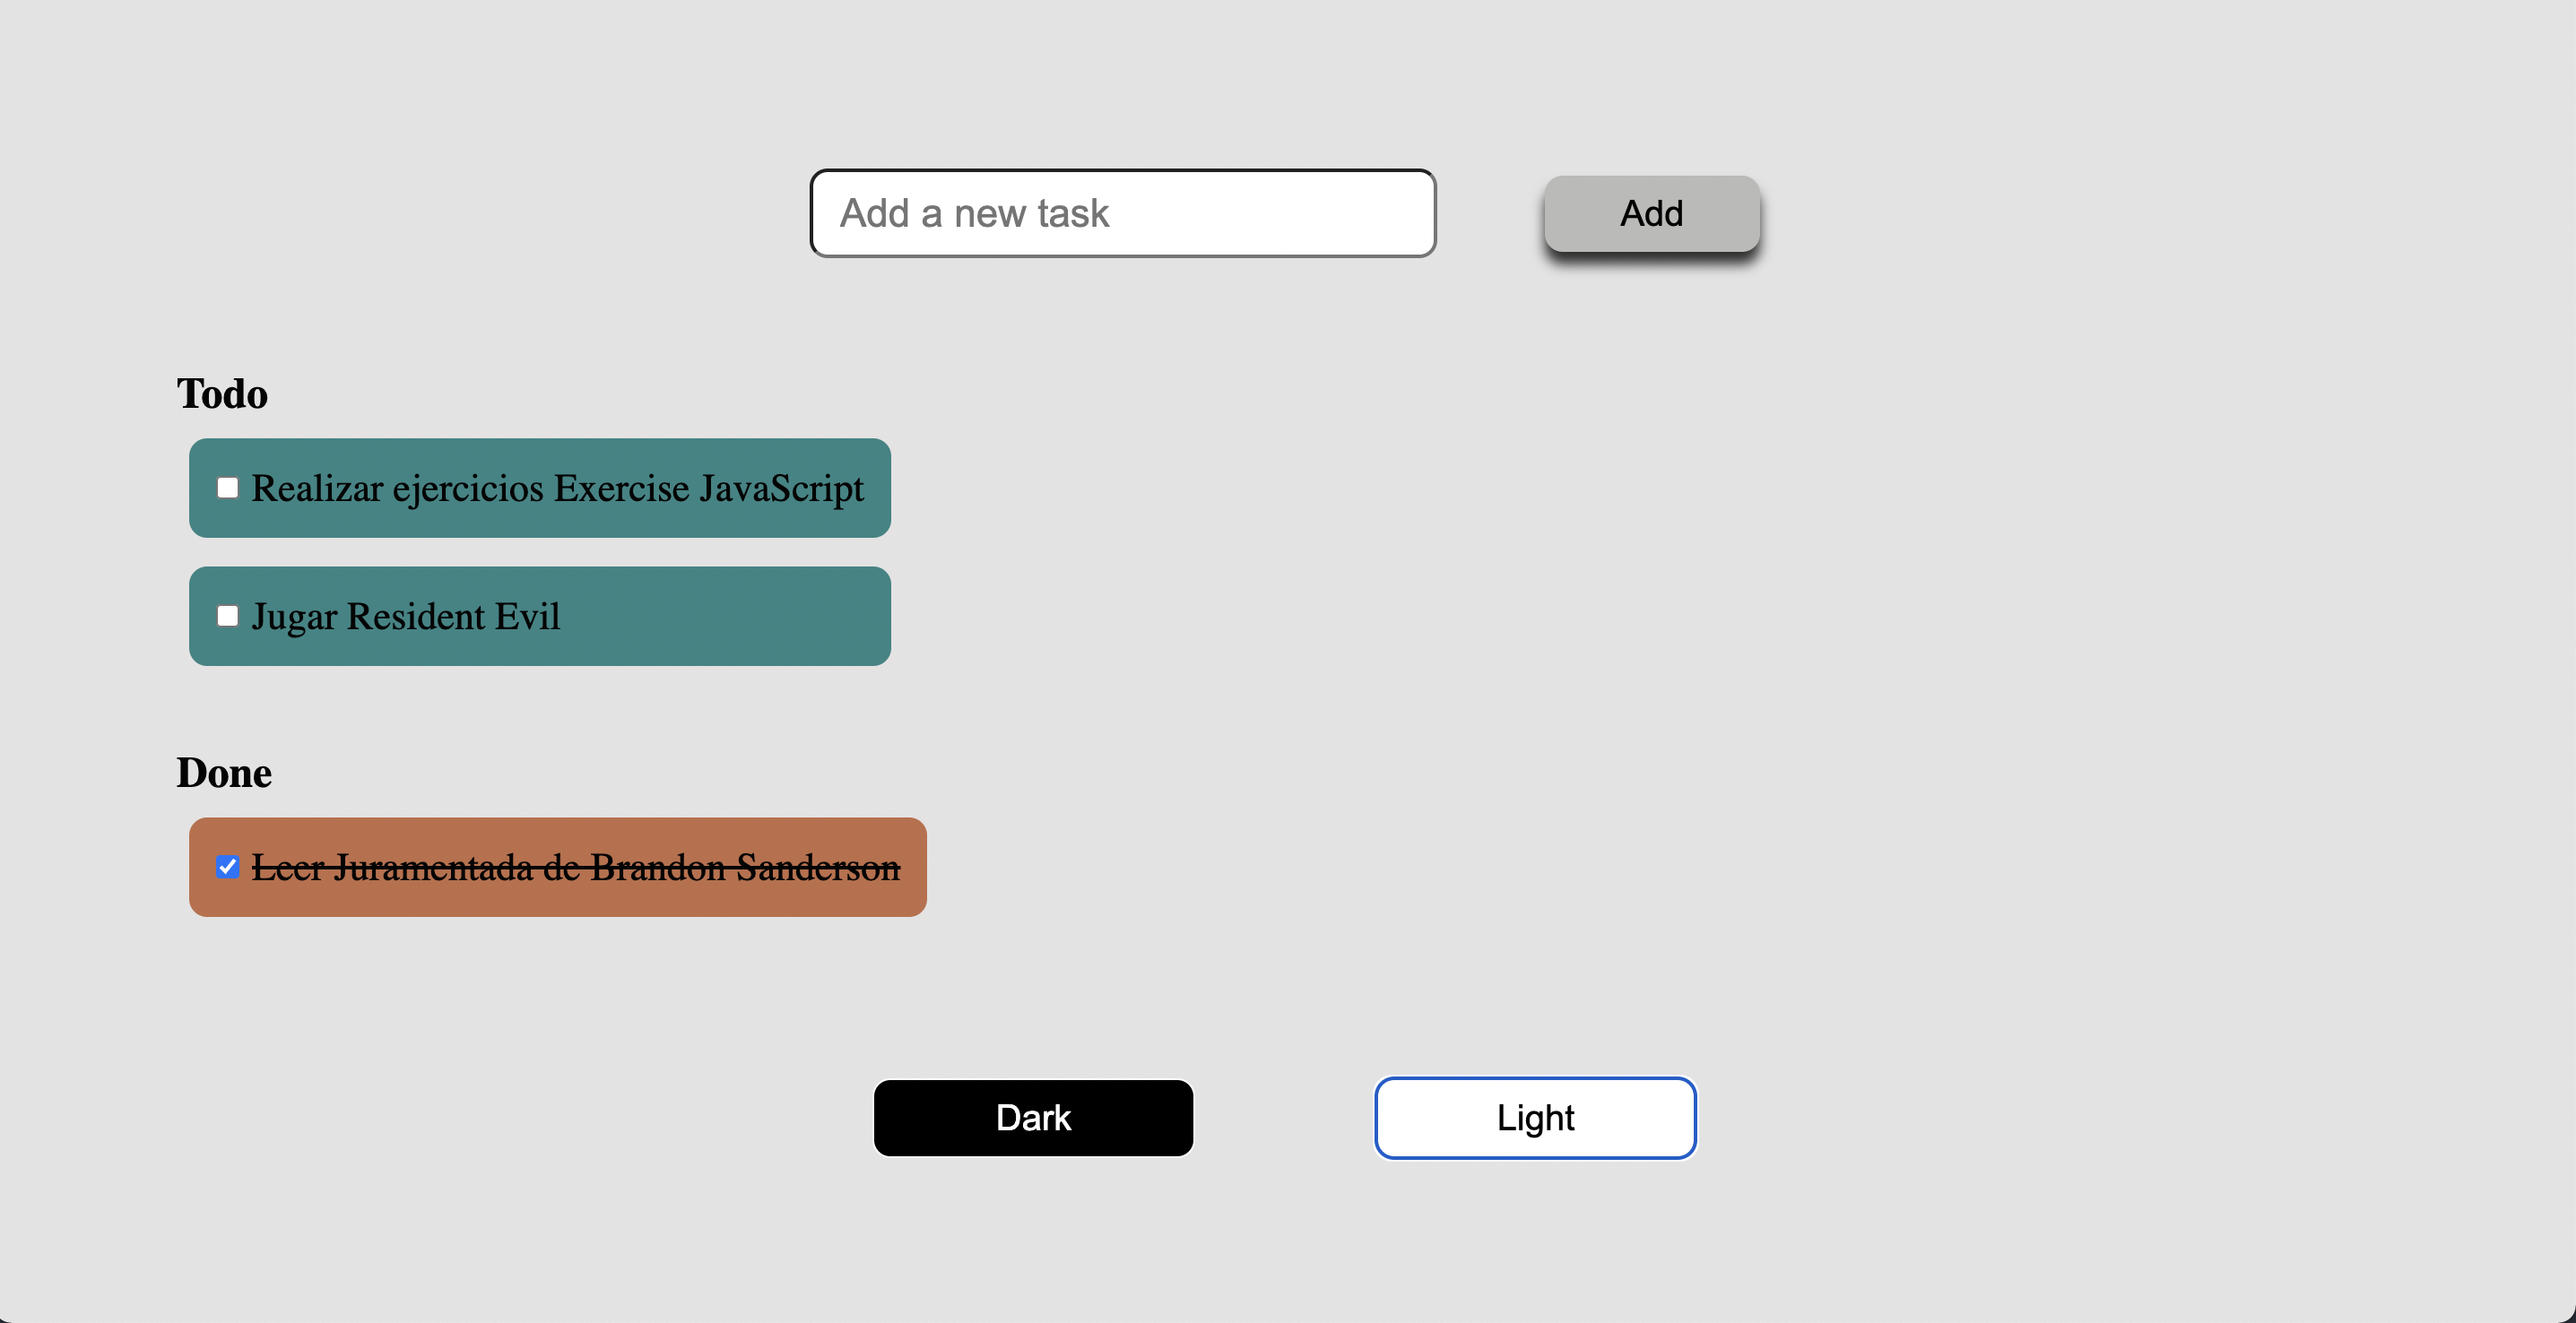 Add a new task
Add
Todo
Realizar ejercicios Exercise JavaScript
Jugar Resident Evil
Done
Leer Juramentada de Brandon Sanderson
Dark
Light